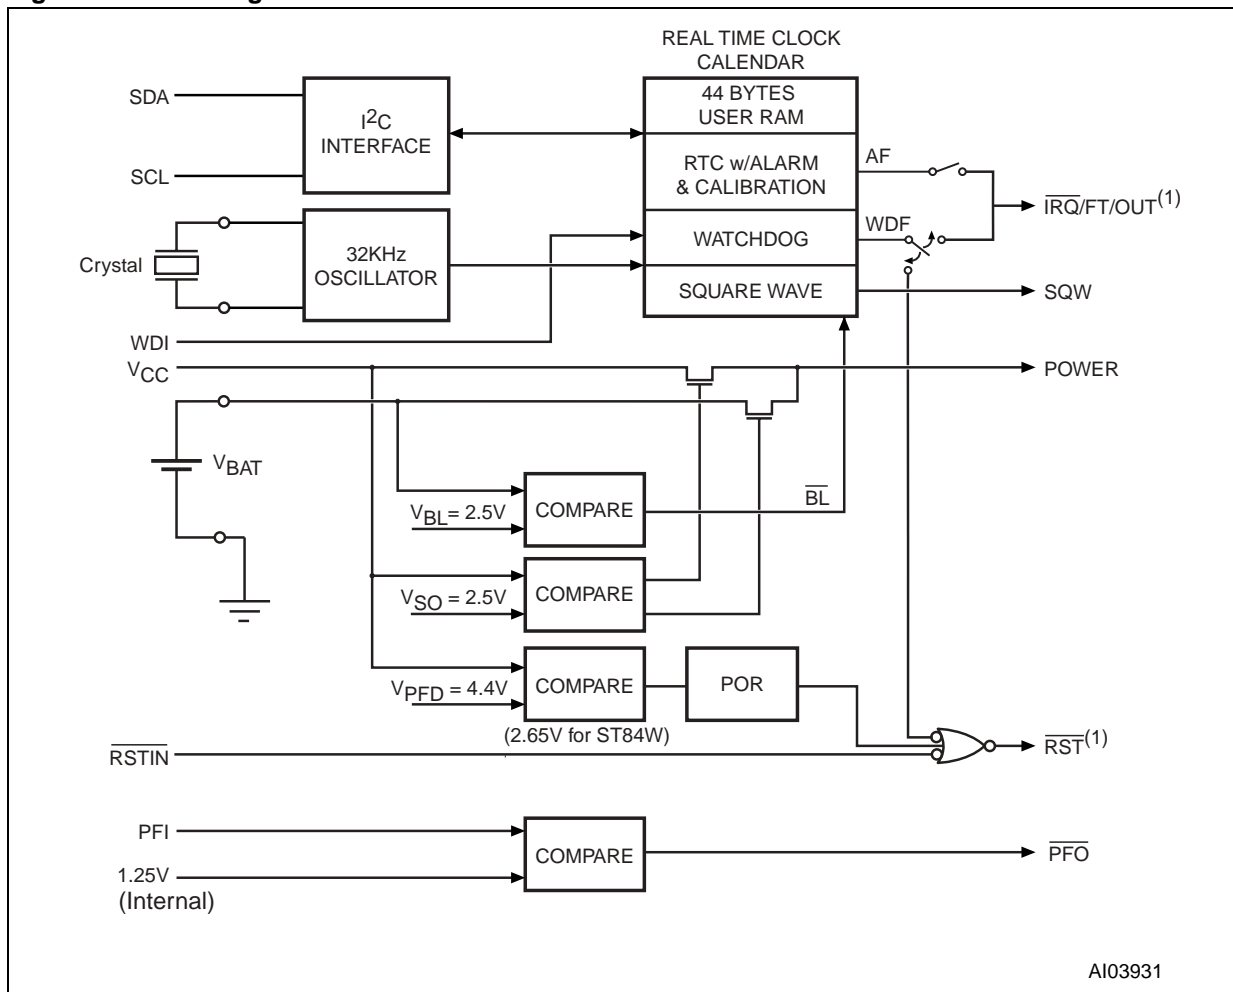 REAL TIME CLOCK
CALENDAR
SDA
SCL
I2C
INTERFACE
44 BYTES
USER RAM
RTC w/ALARM
& CALIBRATION
AF
IRQ/FT/OUT(1)
WDF
WATCHDOG
SQUARE WAVE
SQW
Crystal
32KHz
OSCILLATOR
WDI
VCC
POWER
VBAT
VBL= 2.5V
COMPARE
BL
VSO = 2.5V
COMPARE
VPFD = 4.4V
COMPARE
POR
(2.65V for ST84W)
RSTIN
RST(1)
PFI
1.25V
(Internal)
COMPARE
PFO
AI03931